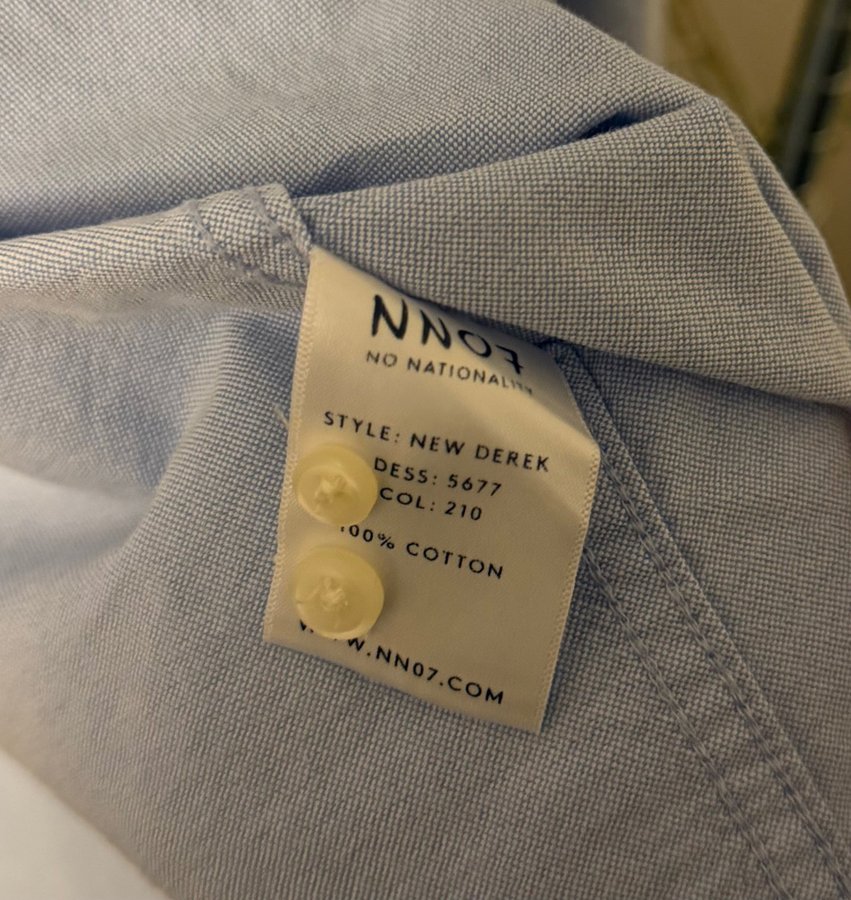 NN07
NO NATIONALITY
STYLE: NEW DEREK
DESS: 5677
COL: 210
100% COTTON
WWW.NN07.COM